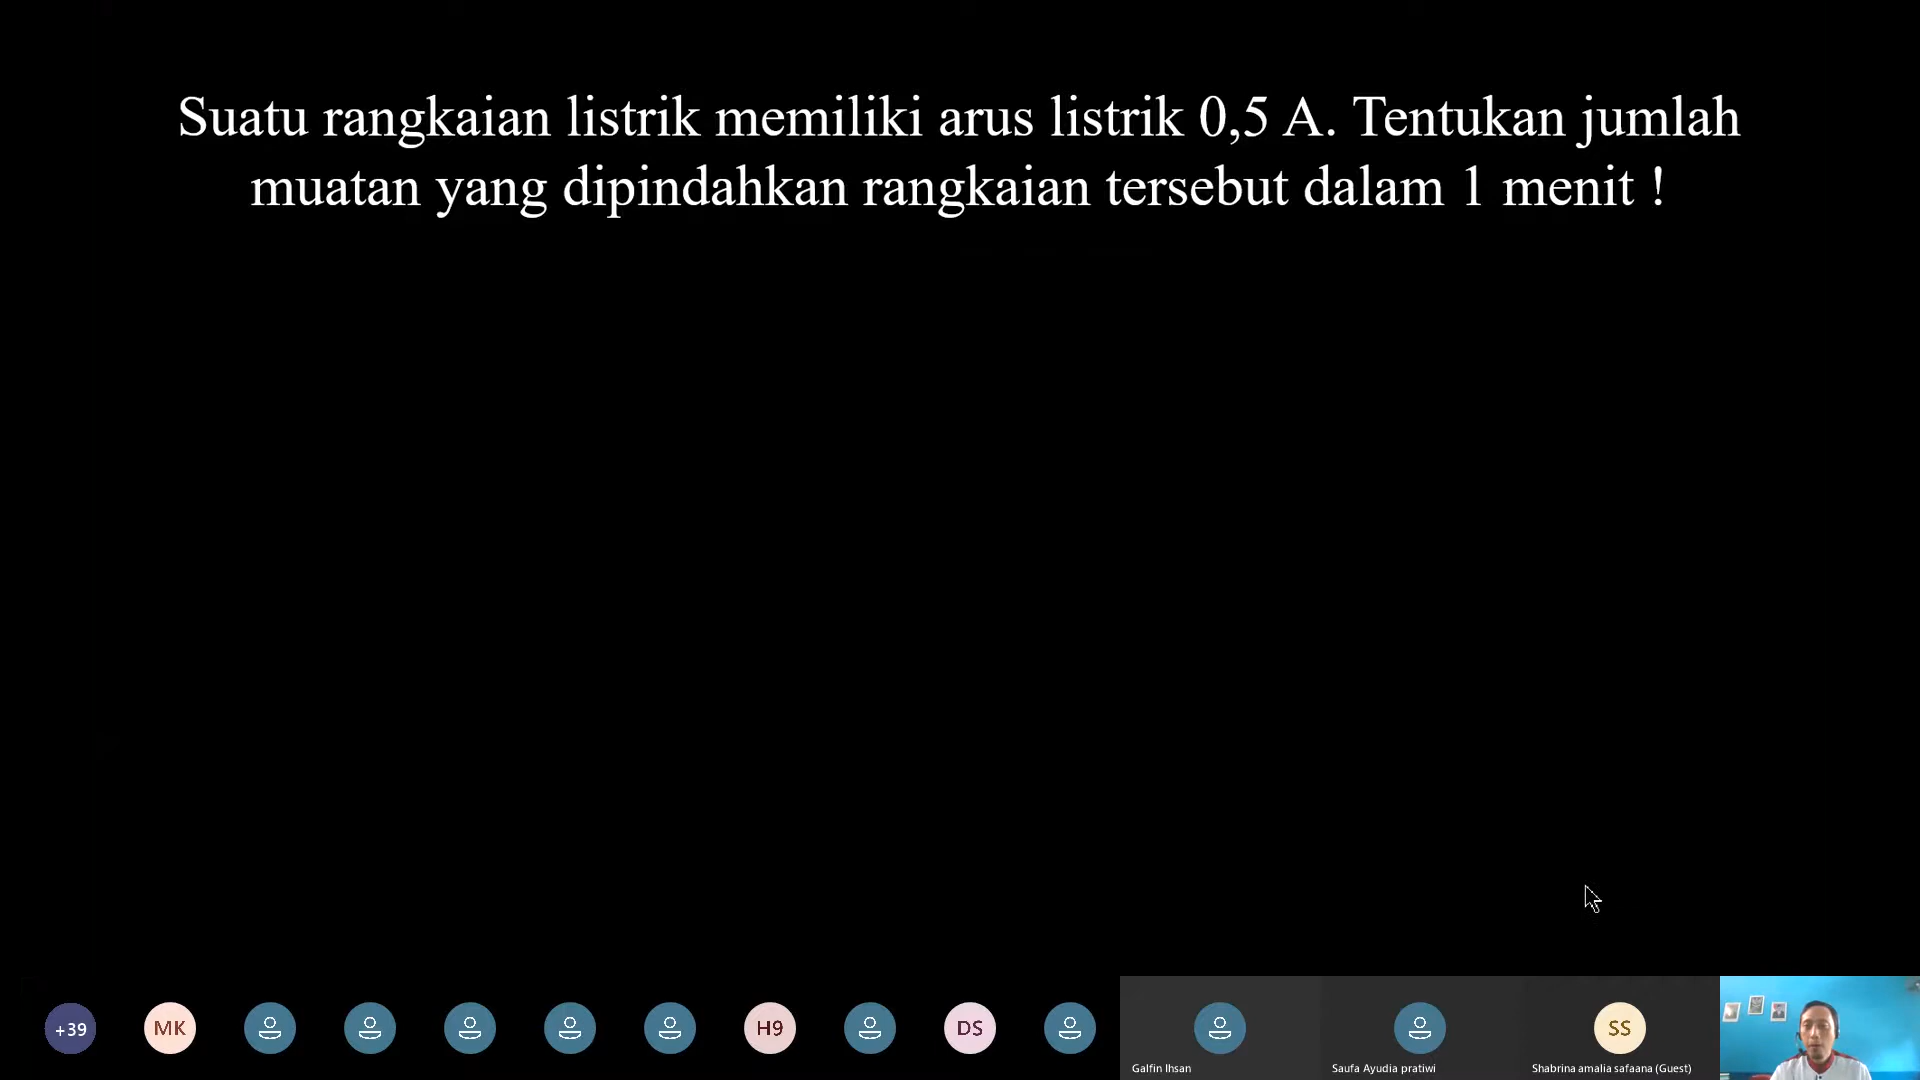 Suatu rangkaian listrik memiliki arus listrik 0,5 A. Tentukan jumlah
muatan yang dipindahkan rangkaian tersebut dalam 1 menit !
+39
MK
H9
DS
SS
Galfin Ihsan
Saufa Ayudia pratiwi
Shabrina amalia safaana (Guest)